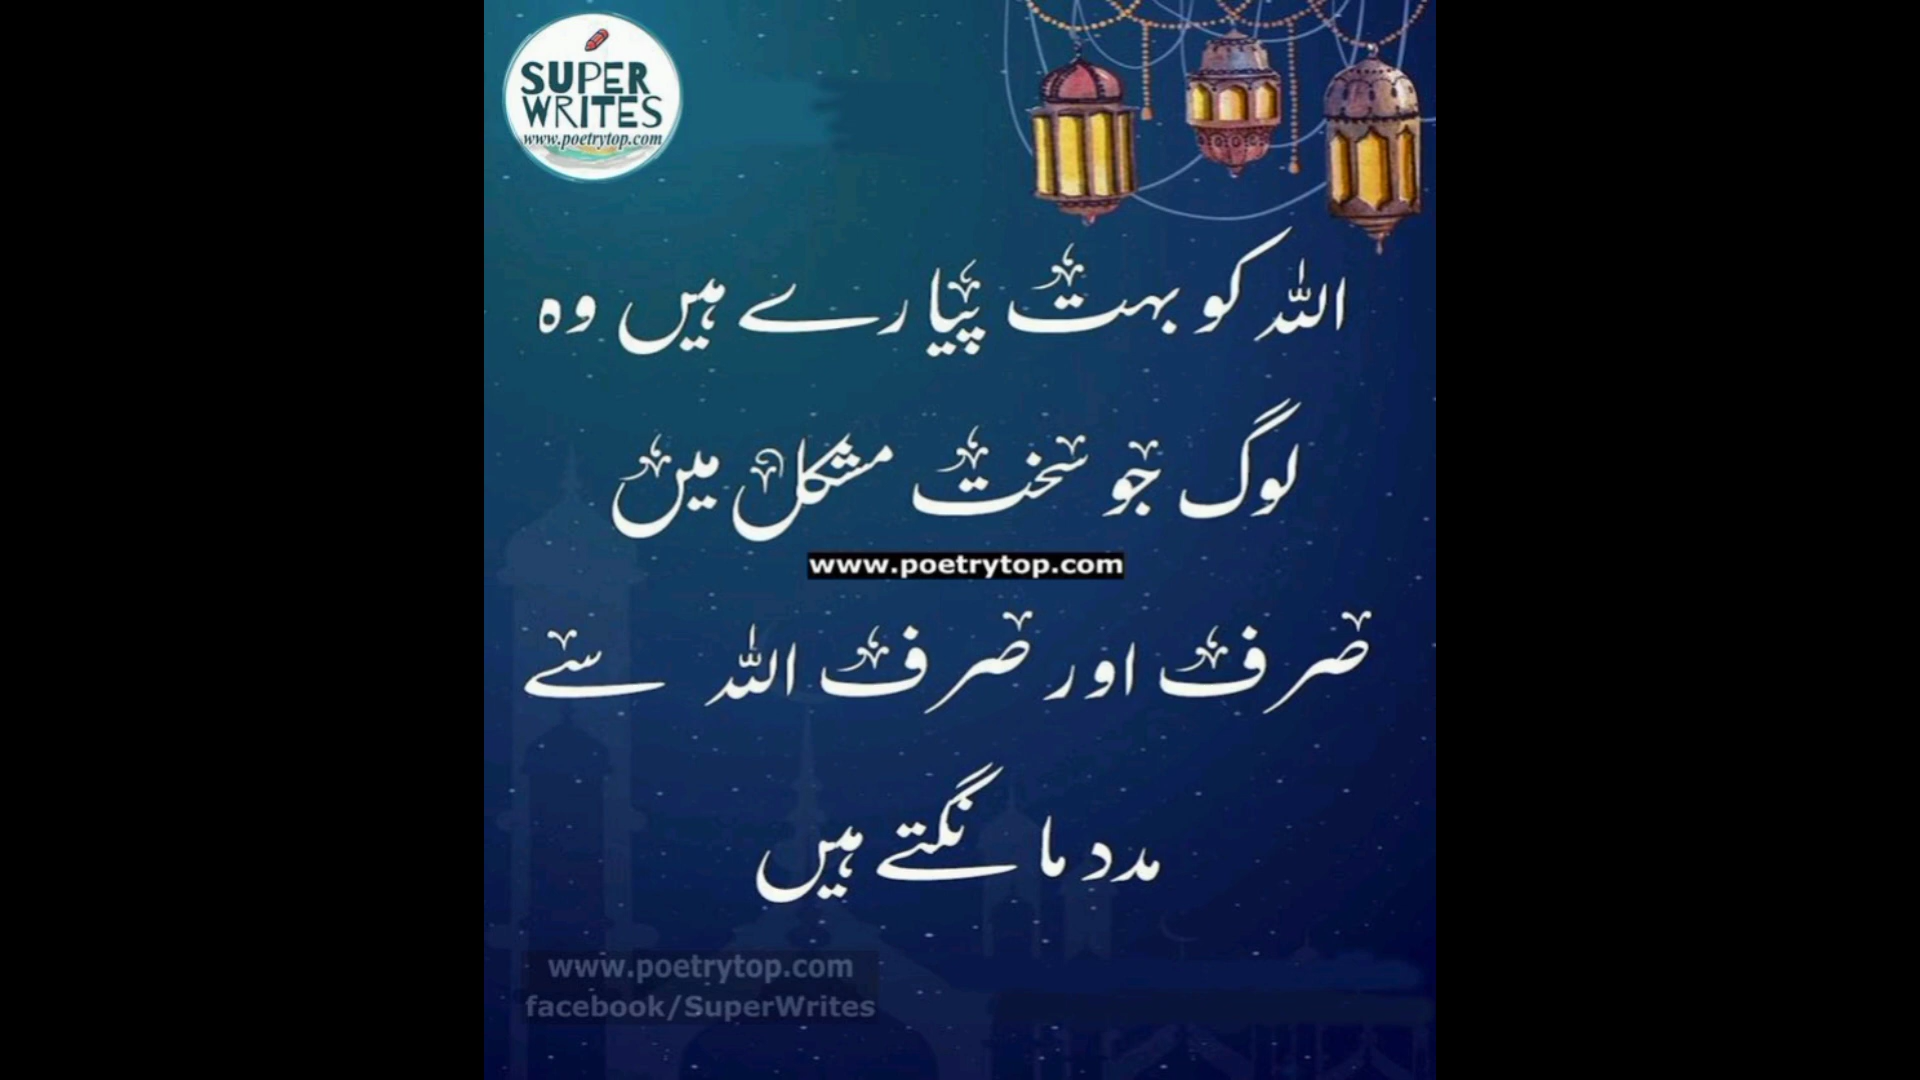 SUPER
WRITES
www.poetrytop.com
اللہ کو بہت پیارے ہیں وہ
لوگ جو سخت مشکل میں
www.poetrytop.com
صرف اور صرف اللہ سے
مدد مانگتے ہیں
www.poetrytop.com
facebook/SuperWrites